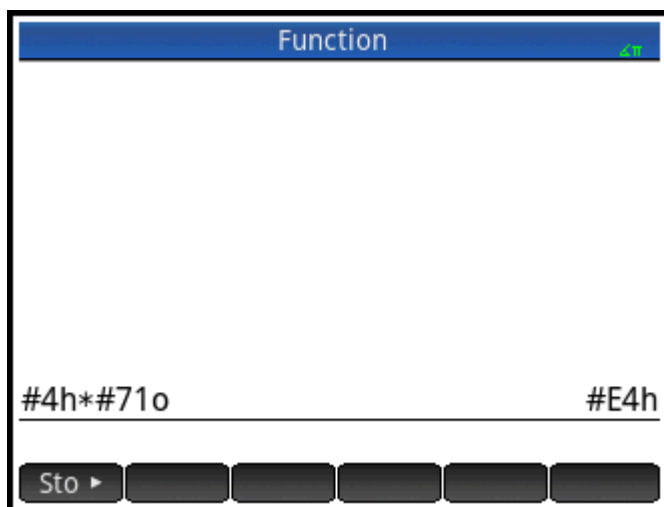 Function
∡π
#4h*#71o #E4h
Sto ▶